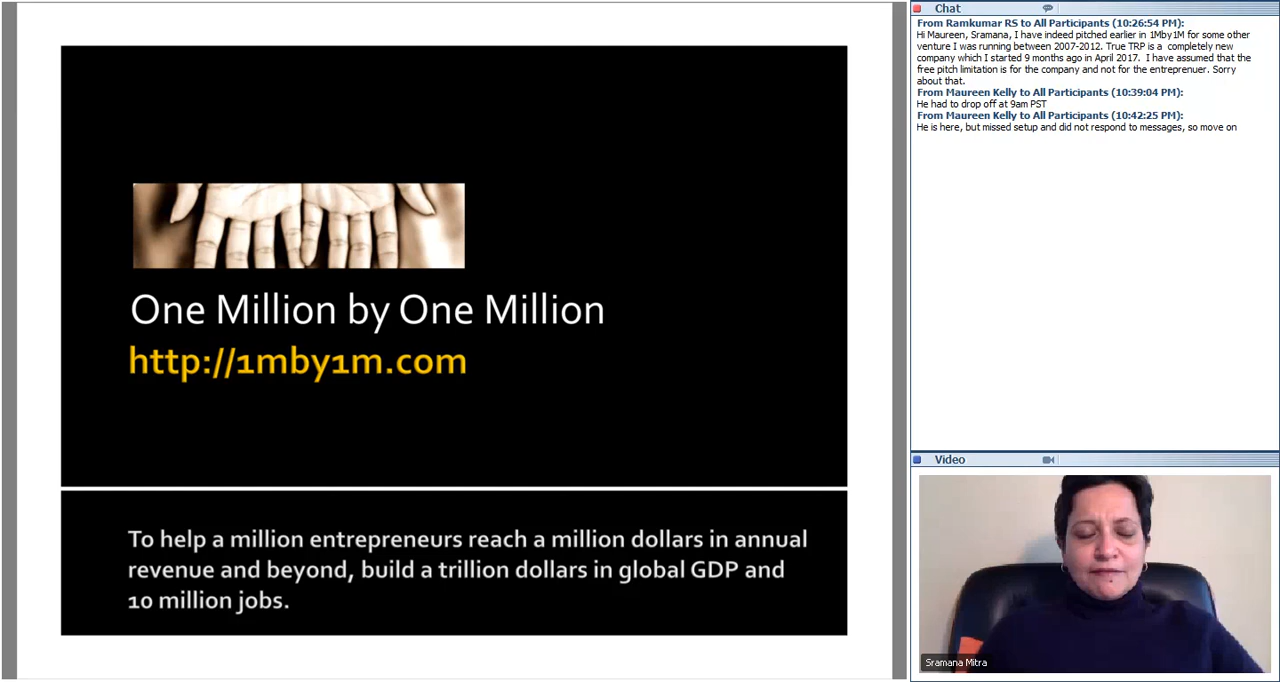 One Million by One Million
http://1mby1m.com
To help a million entrepreneurs reach a million dollars in annual
revenue and beyond, build a trillion dollars in global GDP and
10 million jobs.
Chat
From Ramkumar RS to All Participants (10:26:54 PM):
Hi Maureen, Sramana, I have indeed pitched earlier in 1Mby1M for some other
venture I was running between 2007-2012. True TRP is a completely new
company which I started 9 months ago in April 2017. I have assumed that the
free pitch limitation is for the company and not for the entreprenuer. Sorry
about that.
From Maureen Kelly to All Participants (10:39:04 PM):
He had to drop off at 9am PST
From Maureen Kelly to All Participants (10:42:25 PM):
He is here, but missed setup and did not respond to messages, so move on
Video
Sramana Mitra